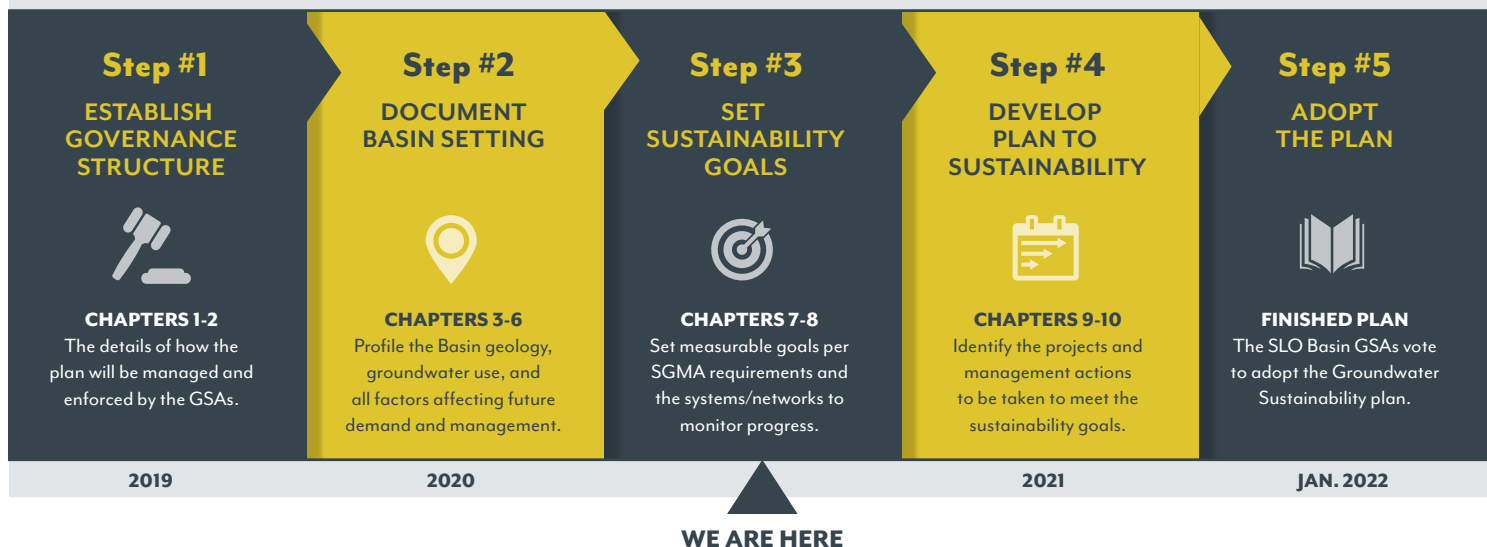 Step #1
ESTABLISH
GOVERNANCE
STRUCTURE
CHAPTERS 1-2
The details of how the
plan will be managed and
enforced by the GSAs.
2019
Step #2
DOCUMENT
BASIN SETTING
CHAPTERS 3-6
Profile the Basin geology,
groundwater use, and
all factors affecting future
demand and management.
2020
Step #3
SET
SUSTAINABILITY
GOALS
CHAPTERS 7-8
Set measurable goals per
SGMA requirements and
the systems/networks to
monitor progress.
WE ARE HERE
Step #4
DEVELOP
PLAN TO
SUSTAINABILITY
CHAPTERS 9-10
Identify the projects and
management actions
to be taken to meet the
sustainability goals.
2021
Step #5
ADOPT
THE PLAN
FINISHED PLAN
The SLO Basin GSAs vote
to adopt the Groundwater
Sustainability plan.
JAN. 2022